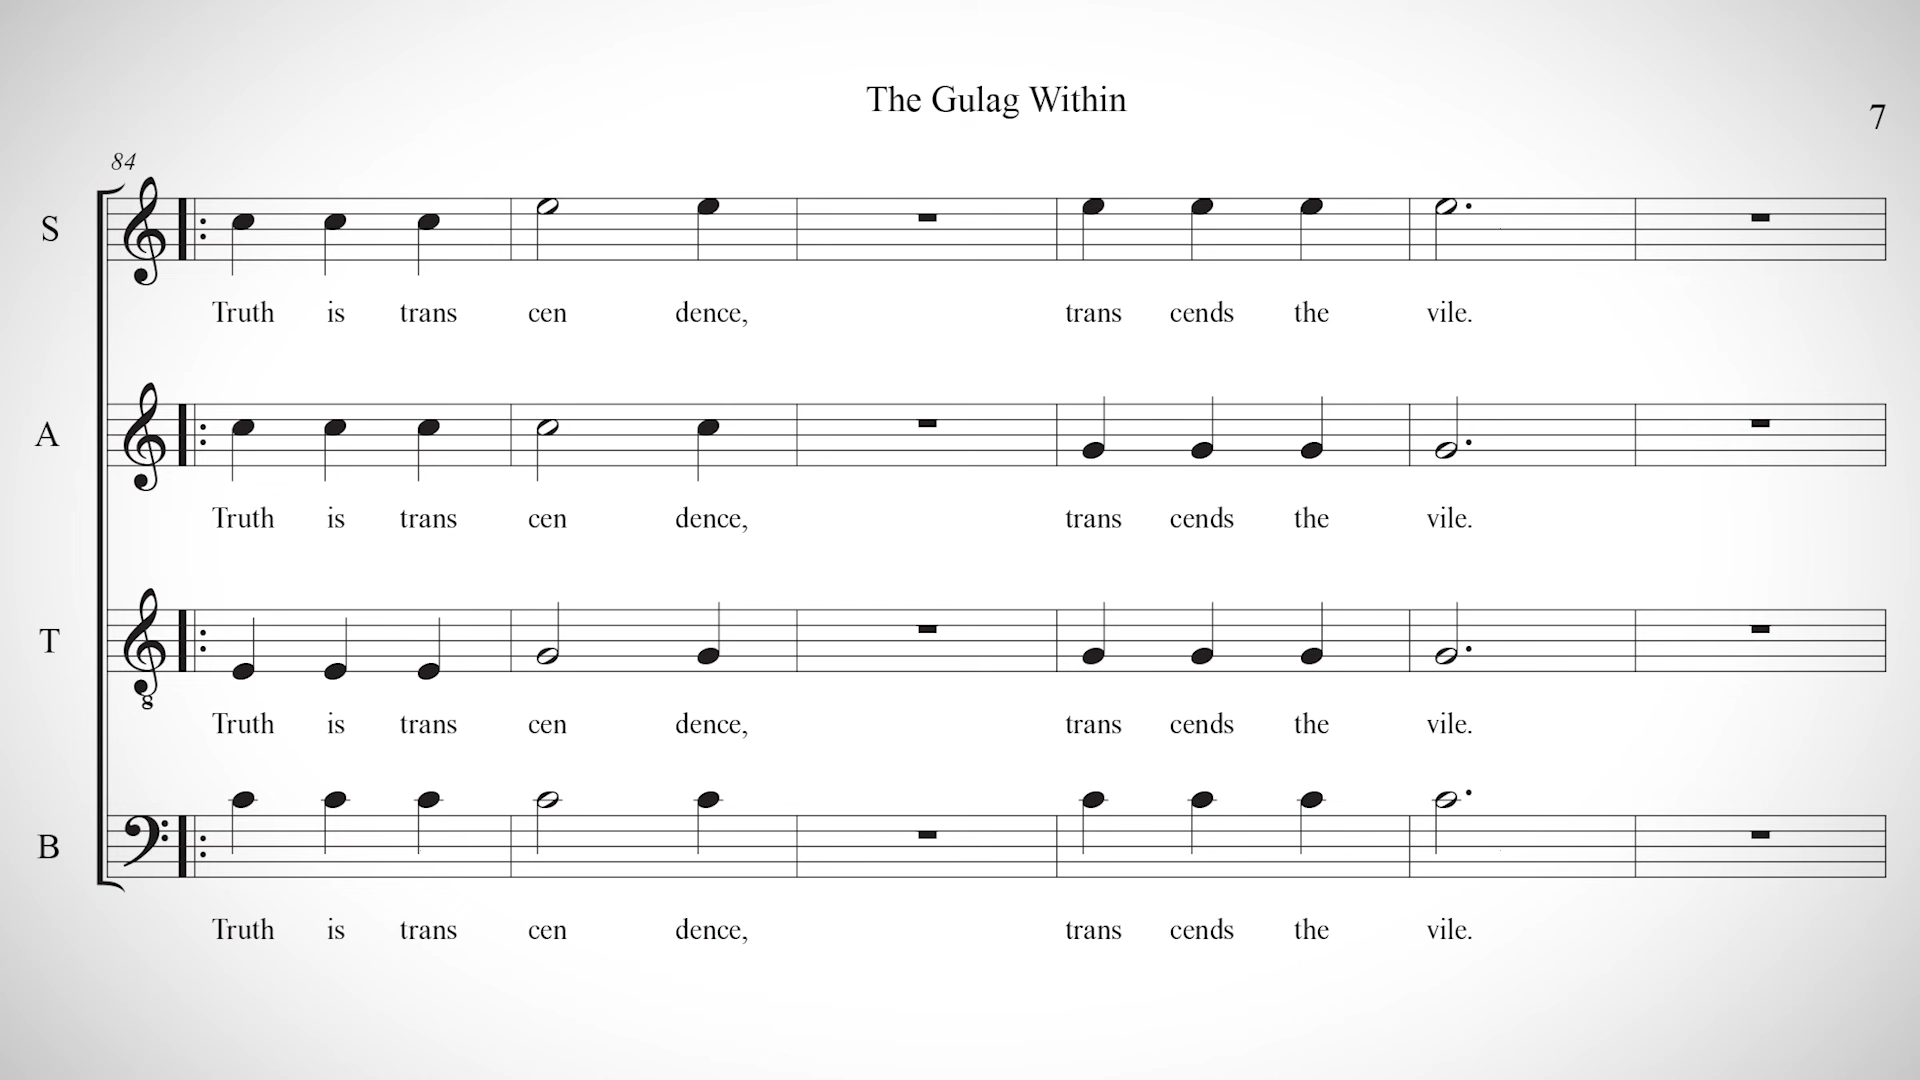 The Gulag Within
7
84
S
Truth is trans cen dence, trans cends the vile.
A
Truth is trans cen dence, trans cends the vile.
T
8
Truth is trans cen dence, trans cends the vile.
B
Truth is trans cen dence, trans cends the vile.